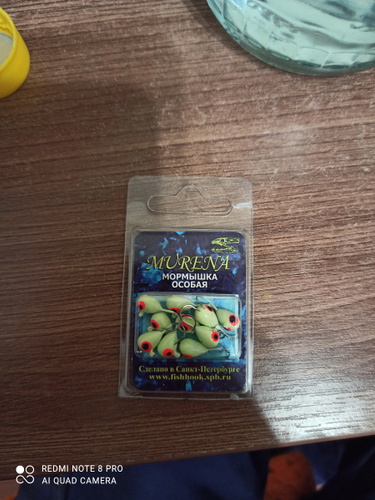 MURENA
МОРМЫШКА
ОСОБАЯ
Сделано в Санкт-Петербурге
www.fishhook.spb.ru
REDMI NOTE 8 PRO
AI QUAD CAMERA